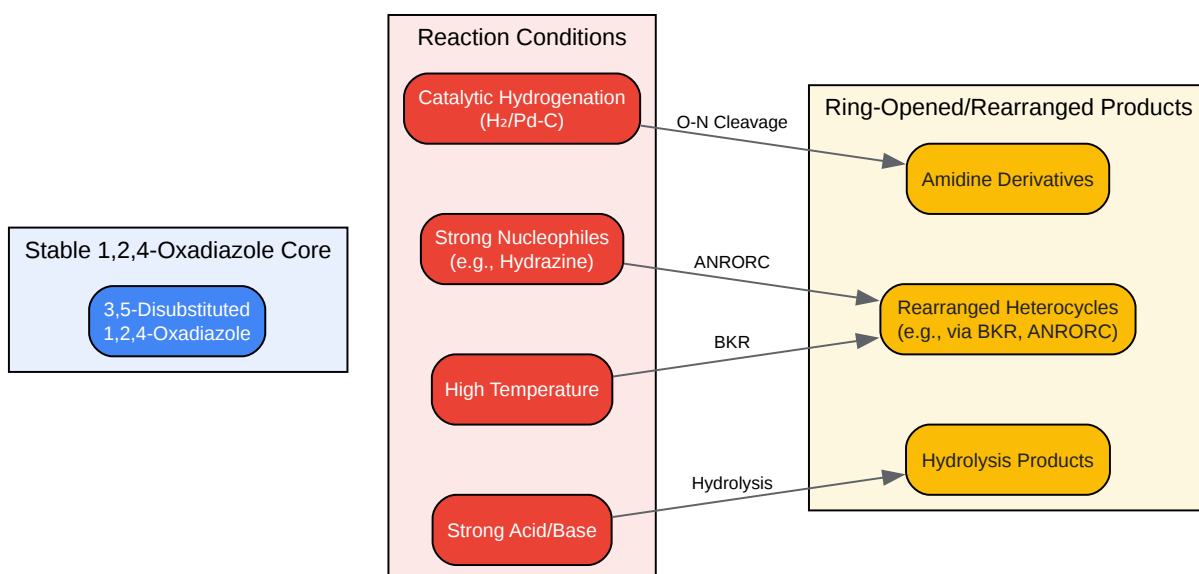 Stable 1,2,4-Oxadiazole Core
3,5-Disubstituted
1,2,4-Oxadiazole
Reaction Conditions
Catalytic Hydrogenation
(H₂/Pd-C)
Strong Nucleophiles
(e.g., Hydrazine)
High Temperature
Strong Acid/Base
O-N Cleavage
ANRORC
BKR
Hydrolysis
Ring-Opened/Rearranged Products
Amidine Derivatives
Rearranged Heterocycles
(e.g., via BKR, ANRORC)
Hydrolysis Products